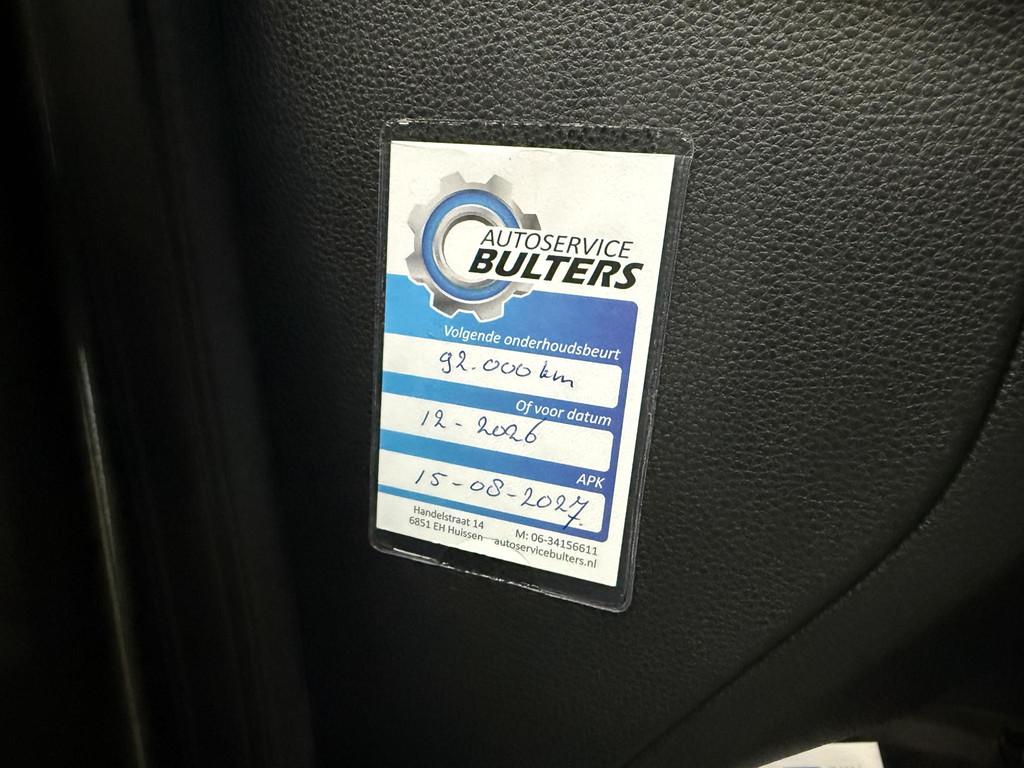 AUTOSERVICE
BULTERS
Volgende onderhoudsbeurt
92.000 km
Of voor datum
12 - 2026
APK
15 - 08 - 2027
Handelstraat 14
6851 EH Huissen
M: 06-34156611
autoservicebulters.nl